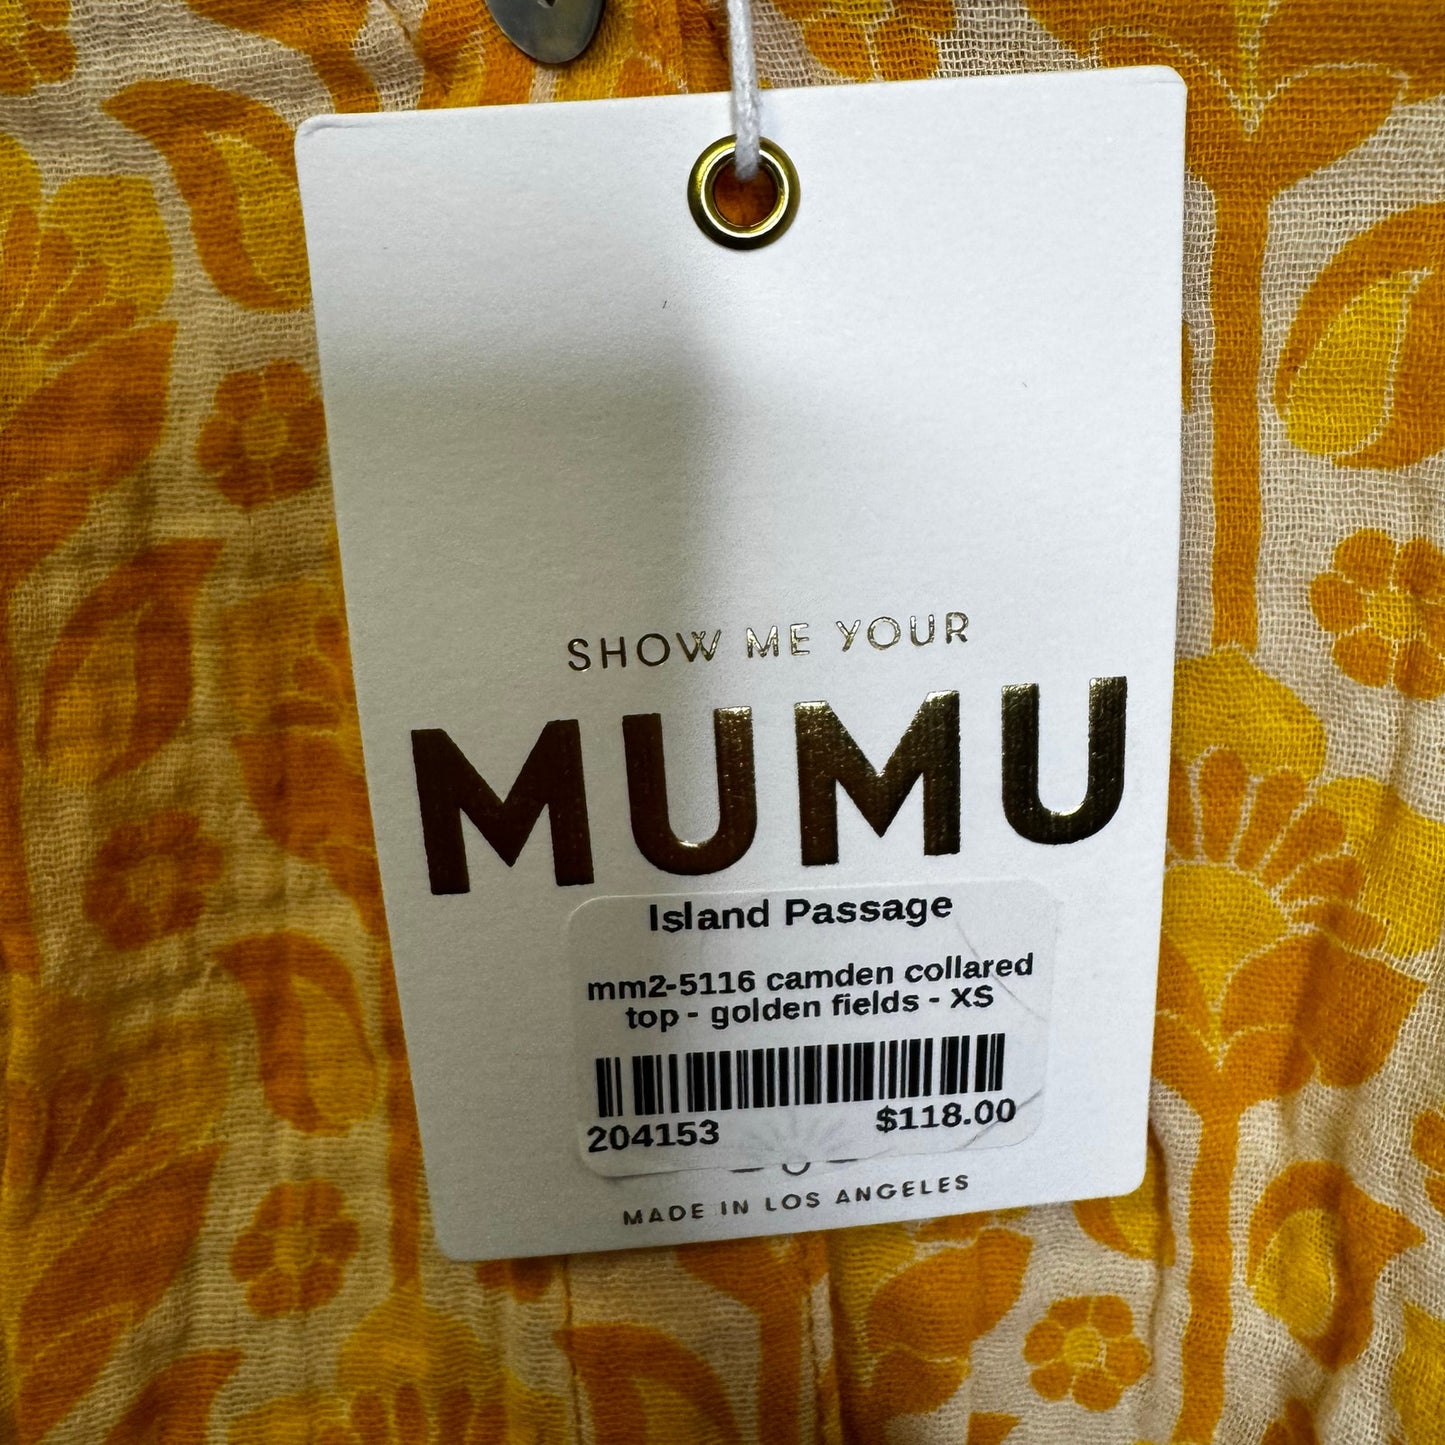 SHOW ME YOUR
MUMU
Island Passage
mm2-5116 camden collared
top - golden fields - XS
204153 $118.00
MADE IN LOS ANGELES